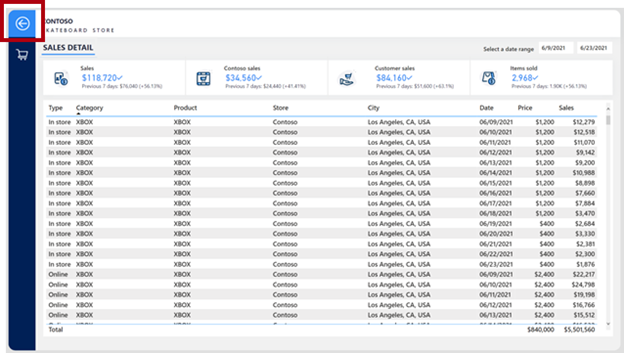 CONTOSO
SKATEBOARD STORE
SALES DETAIL
Select a date range 6/9/2021 6/23/2021
Sales
$118,720✓
Previous 7 days: $76,040 (+56.13%)
Contoso sales
$34,560✓
Previous 7 days: $24,440 (+41.41%)
Customer sales
$84,160✓
Previous 7 days: $51,600 (+63.1%)
Items sold
2,968✓
Previous 7 days: 1.90K (+56.13%)
Type Category Product Store City Date Price Sales
In store XBOX XBOX Contoso Los Angeles, CA, USA 06/09/2021 $1,200 $12,279
In store XBOX XBOX Contoso Los Angeles, CA, USA 06/10/2021 $1,200 $12,518
In store XBOX XBOX Contoso Los Angeles, CA, USA 06/11/2021 $1,200 $11,070
In store XBOX XBOX Contoso Los Angeles, CA, USA 06/12/2021 $1,200 $9,142
In store XBOX XBOX Contoso Los Angeles, CA, USA 06/13/2021 $1,200 $9,200
In store XBOX XBOX Contoso Los Angeles, CA, USA 06/14/2021 $1,200 $10,988
In store XBOX XBOX Contoso Los Angeles, CA, USA 06/15/2021 $1,200 $8,898
In store XBOX XBOX Contoso Los Angeles, CA, USA 06/16/2021 $1,200 $7,660
In store XBOX XBOX Contoso Los Angeles, CA, USA 06/17/2021 $1,200 $7,884
In store XBOX XBOX Contoso Los Angeles, CA, USA 06/18/2021 $1,200 $3,470
In store XBOX XBOX Contoso Los Angeles, CA, USA 06/19/2021 $400 $2,684
In store XBOX XBOX Contoso Los Angeles, CA, USA 06/20/2021 $400 $3,330
In store XBOX XBOX Contoso Los Angeles, CA, USA 06/21/2021 $400 $2,381
In store XBOX XBOX Contoso Los Angeles, CA, USA 06/22/2021 $400 $2,300
In store XBOX XBOX Contoso Los Angeles, CA, USA 06/23/2021 $400 $1,876
Online XBOX XBOX Contoso Los Angeles, CA, USA 06/09/2021 $2,400 $22,217
Online XBOX XBOX Contoso Los Angeles, CA, USA 06/10/2021 $2,400 $24,798
Online XBOX XBOX Contoso Los Angeles, CA, USA 06/11/2021 $2,400 $19,198
Online XBOX XBOX Contoso Los Angeles, CA, USA 06/12/2021 $2,400 $16,766
Online XBOX XBOX Contoso Los Angeles, CA, USA 06/13/2021 $2,400 $15,512
Total $840,000 $5,501,560